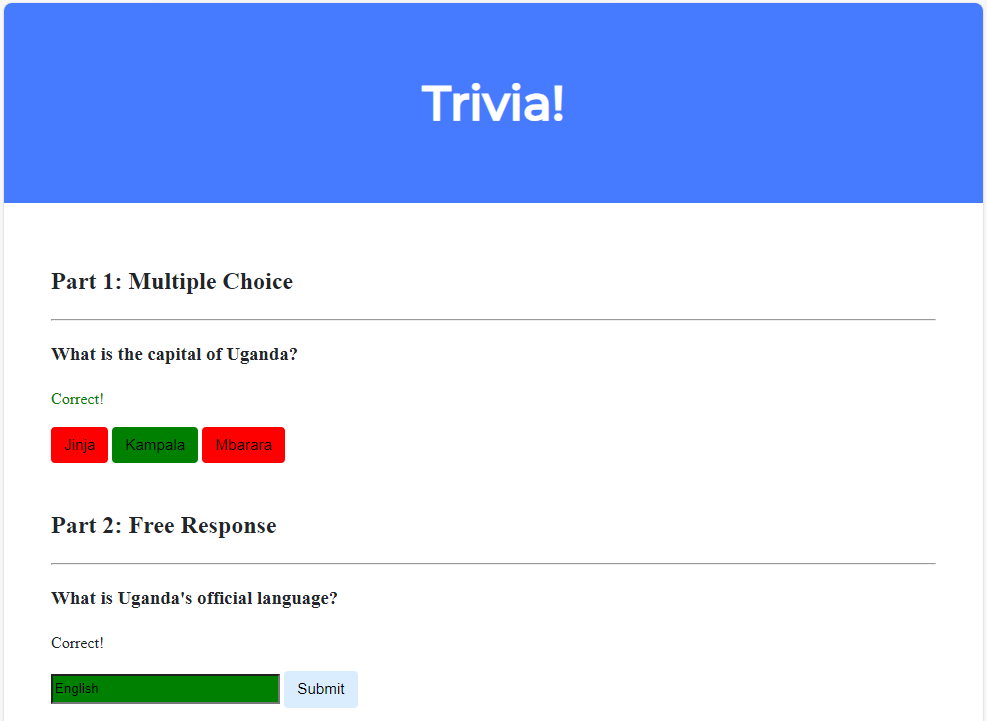 Trivia!
Part 1: Multiple Choice
What is the capital of Uganda?
Correct!
Jinja Kampala Mbarara
Part 2: Free Response
What is Uganda's official language?
Correct!
English Submit